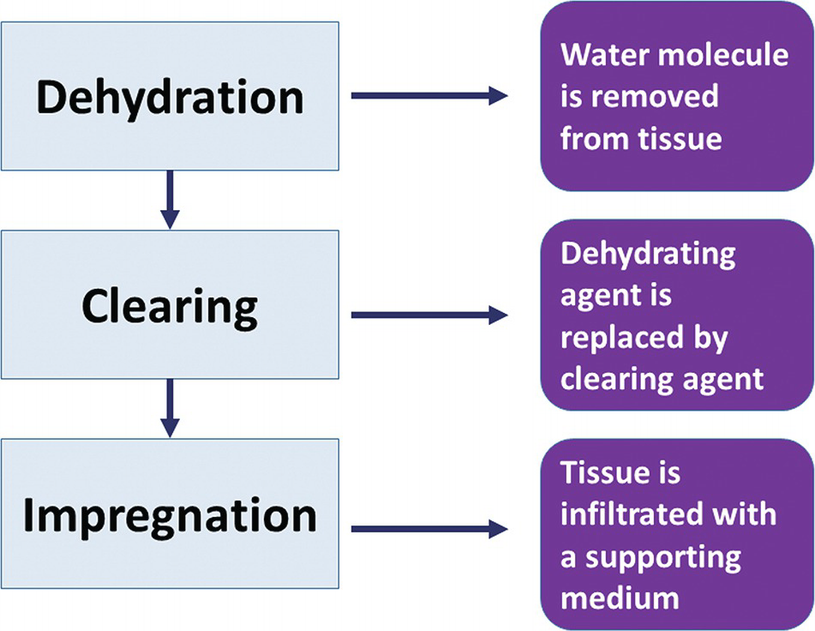 Dehydration
Water molecule
is removed
from tissue
Clearing
Dehydrating
agent is
replaced by
clearing agent
Impregnation
Tissue is
infiltrated with
a supporting
medium